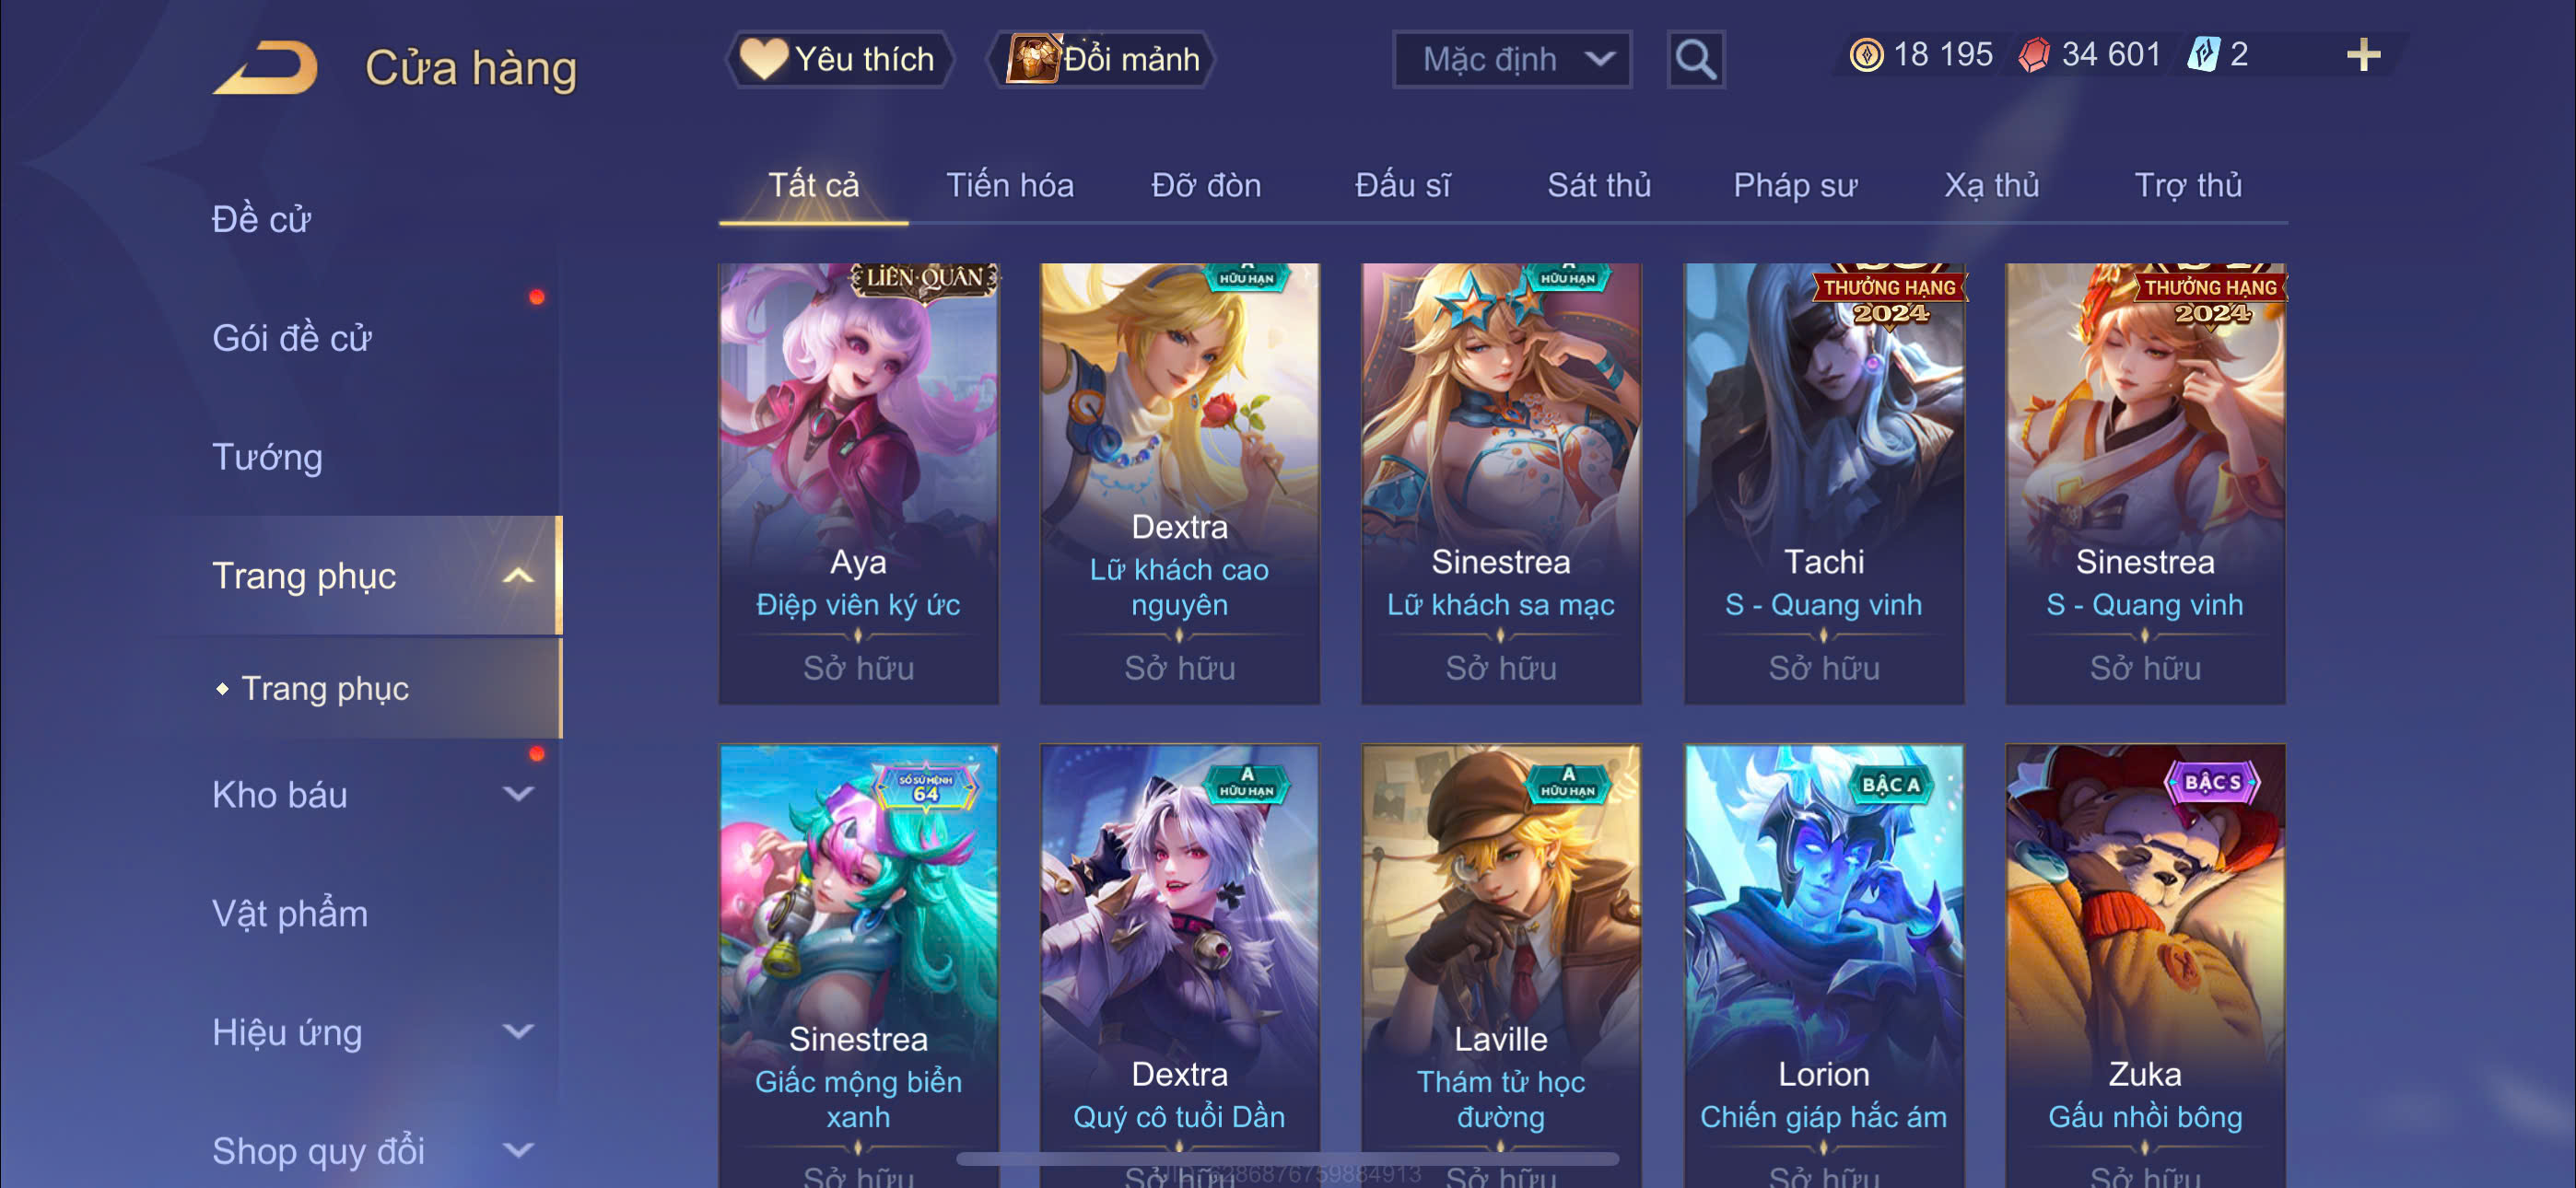 Cửa hàng
Yêu thích
Đổi mảnh
Mặc định
18 195
34 601
2
Tất cả
Tiến hóa
Đỡ đòn
Đấu sĩ
Sát thủ
Pháp sư
Xạ thủ
Trợ thủ
Đề cử
Gói đề cử
Tướng
Trang phục
Trang phục
Kho báu
Vật phẩm
Hiệu ứng
Shop quy đổi
LIÊN·QUÂN
Aya
Điệp viên ký ức
Sở hữu
A
HỮU HẠN
Dextra
Lữ khách cao
nguyên
Sở hữu
A
HỮU HẠN
Sinestrea
Lữ khách sa mạc
Sở hữu
THƯỞNG HẠNG
2024
Tachi
S - Quang vinh
Sở hữu
THƯỞNG HẠNG
2024
Sinestrea
S - Quang vinh
Sở hữu
SỔ SỨ MỆNH
64
Sinestrea
Giấc mộng biển
xanh
Sở hữu
A
HỮU HẠN
Dextra
Quý cô tuổi Dần
Sở hữu
A
HỮU HẠN
Laville
Thám tử học
đường
Sở hữu
BẬC A
Lorion
Chiến giáp hắc ám
Sở hữu
BẬC S
Zuka
Gấu nhồi bông
Sở hữu